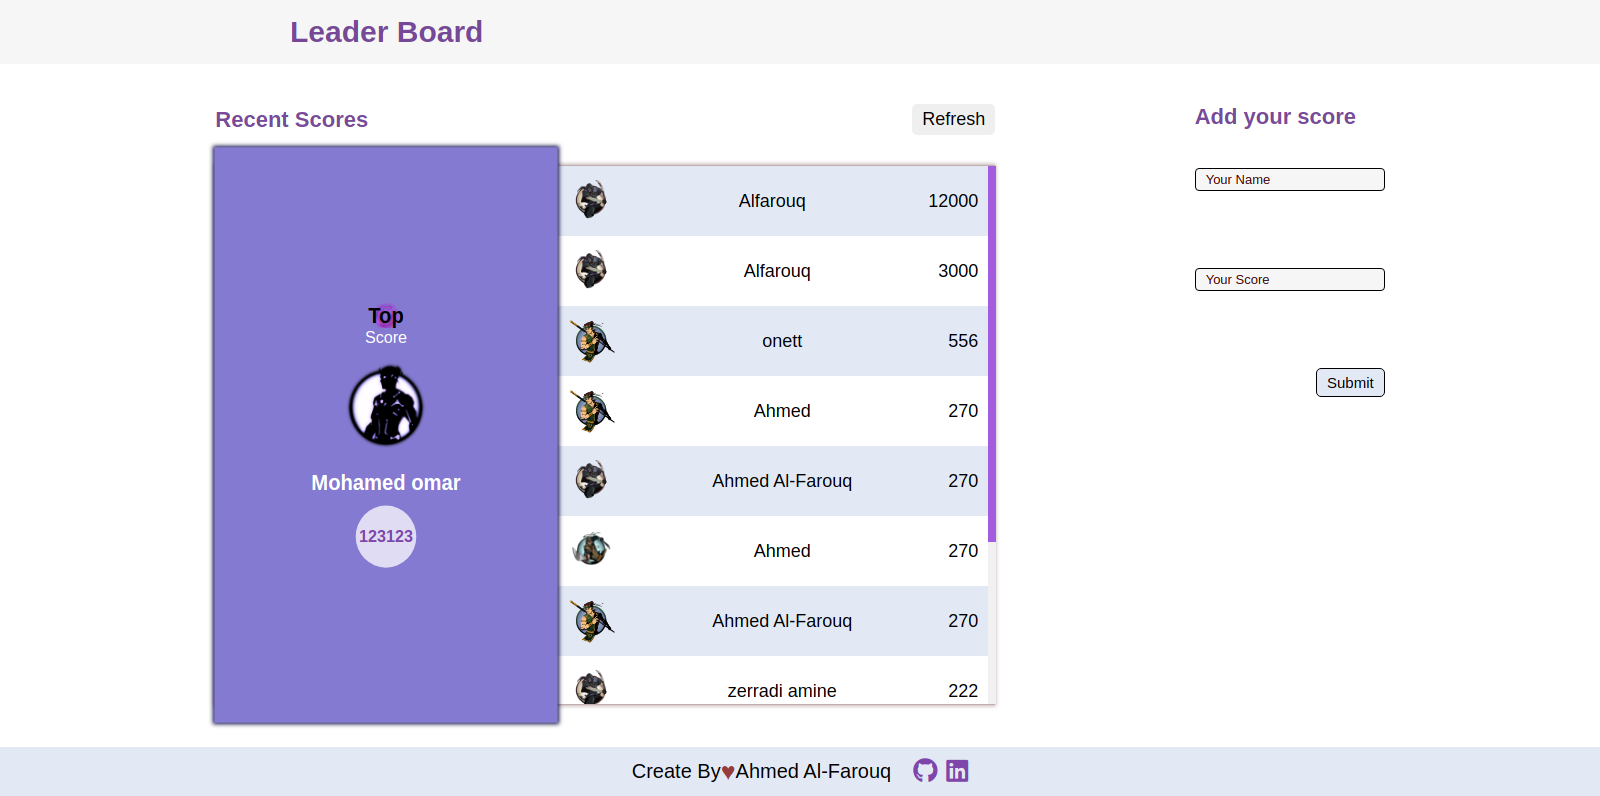 Leader Board
Recent Scores
Refresh
Top
Score
Mohamed omar
123123
Alfarouq 12000
Alfarouq 3000
onett 556
Ahmed 270
Ahmed Al-Farouq 270
Ahmed 270
Ahmed Al-Farouq 270
zerradi amine 222
Add your score
Your Name
Your Score
Submit
Create By♥Ahmed Al-Farouq